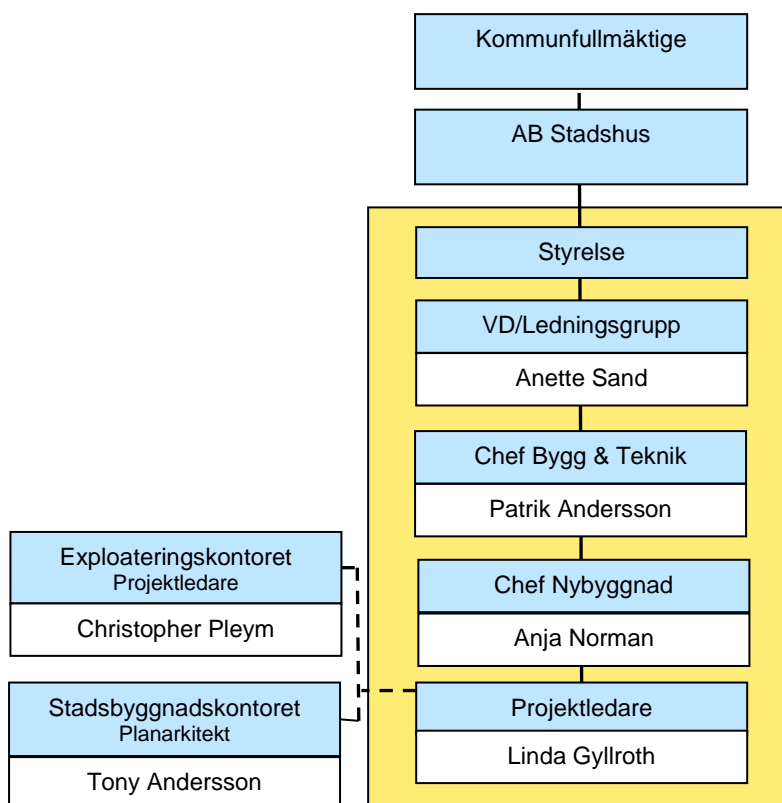 Kommunfullmäktige
AB Stadshus
Styrelse
VD/Ledningsgrupp
Anette Sand
Chef Bygg & Teknik
Patrik Andersson
Exploateringskontoret
Projektledare
Christopher Pleym
Chef Nybyggnad
Anja Norman
Stadsbyggnadskontoret
Planarkitekt
Tony Andersson
Projektledare
Linda Gyllroth